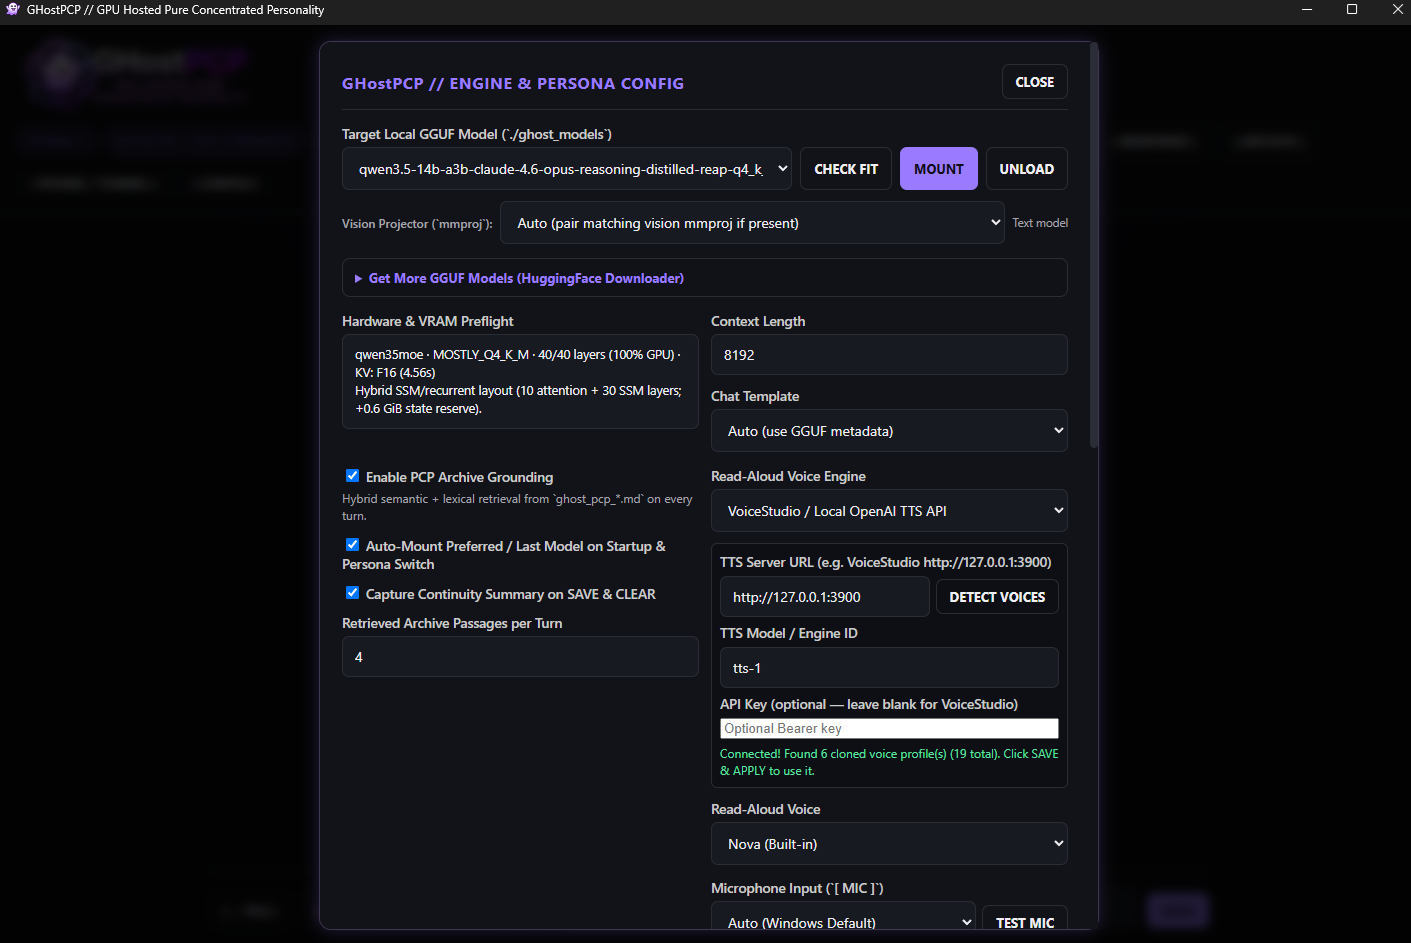 GHostPCP // GPU Hosted Pure Concentrated Personality
GHostPCP
GHostPCP // ENGINE & PERSONA CONFIG
CLOSE
Target Local GGUF Model (`./ghost_models`)
qwen3.5-14b-a3b-claude-4.6-opus-reasoning-distilled-reap-q4_k_
CHECK FIT
MOUNT
UNLOAD
Vision Projector (`mmproj`):
Auto (pair matching vision mmproj if present)
Text model
▶ Get More GGUF Models (HuggingFace Downloader)
Hardware & VRAM Preflight
qwen35moe · MOSTLY_Q4_K_M · 40/40 layers (100% GPU) ·
KV: F16 (4.56s)
Hybrid SSM/recurrent layout (10 attention + 30 SSM layers;
+0.6 GiB state reserve).
Enable PCP Archive Grounding
Hybrid semantic + lexical retrieval from `ghost_pcp_*.md` on every
turn.
Auto-Mount Preferred / Last Model on Startup &
Persona Switch
Capture Continuity Summary on SAVE & CLEAR
Retrieved Archive Passages per Turn
4
Context Length
8192
Chat Template
Auto (use GGUF metadata)
Read-Aloud Voice Engine
VoiceStudio / Local OpenAI TTS API
TTS Server URL (e.g. VoiceStudio http://127.0.0.1:3900)
http://127.0.0.1:3900
DETECT VOICES
TTS Model / Engine ID
tts-1
API Key (optional — leave blank for VoiceStudio)
Optional Bearer key
Connected! Found 6 cloned voice profile(s) (19 total). Click SAVE
& APPLY to use it.
Read-Aloud Voice
Nova (Built-in)
Microphone Input (`[ MIC ]`)
Auto (Windows Default)
TEST MIC